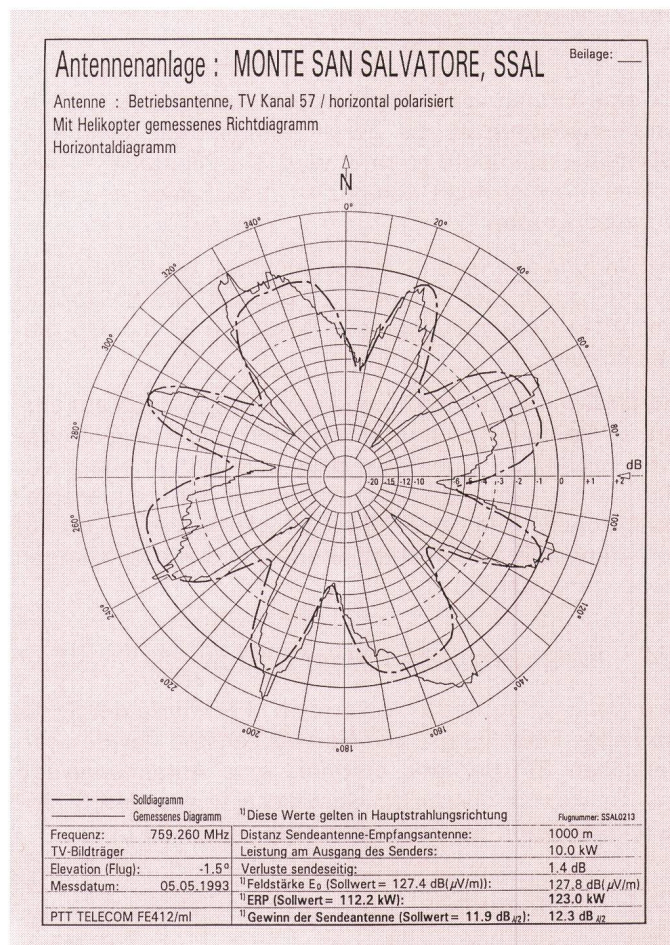 Antennenanlage : MONTE SAN SALVATORE, SSAL Beilage: ___
Antenne : Betriebsantenne, TV Kanal 57 / horizontal polarisiert
Mit Helikopter gemessenes Richtdiagramm
Horizontaldiagramm
N
0°
20°
40°
60°
80°
100°
120°
140°
160°
180°
200°
220°
240°
260°
280°
300°
320°
340°
dB
-20 -15 -12 -10 -6 -5 -4 -3 -2 -1 0 +1 +2
Solldiagramm
Gemessenes Diagramm
1) Diese Werte gelten in Hauptstrahlungsrichtung
Flugnummer: SSAL0213
Frequenz: 759.260 MHz
Distanz Sendeantenne-Empfangsantenne: 1000 m
TV-Bildträger
Leistung am Ausgang des Senders: 10.0 kW
Elevation (Flug): -1.5°
Verluste sendeseitig: 1.4 dB
Messdatum: 05.05.1993
1) Feldstärke E₀ (Sollwert= 127.4 dB(µV/m)): 127.8 dB(µV/m)
1) ERP (Sollwert= 112.2 kW): 123.0 kW
PTT TELECOM FE412/ml
1) Gewinn der Sendeantenne (Sollwert= 11.9 dB λ/2): 12.3 dB λ/2